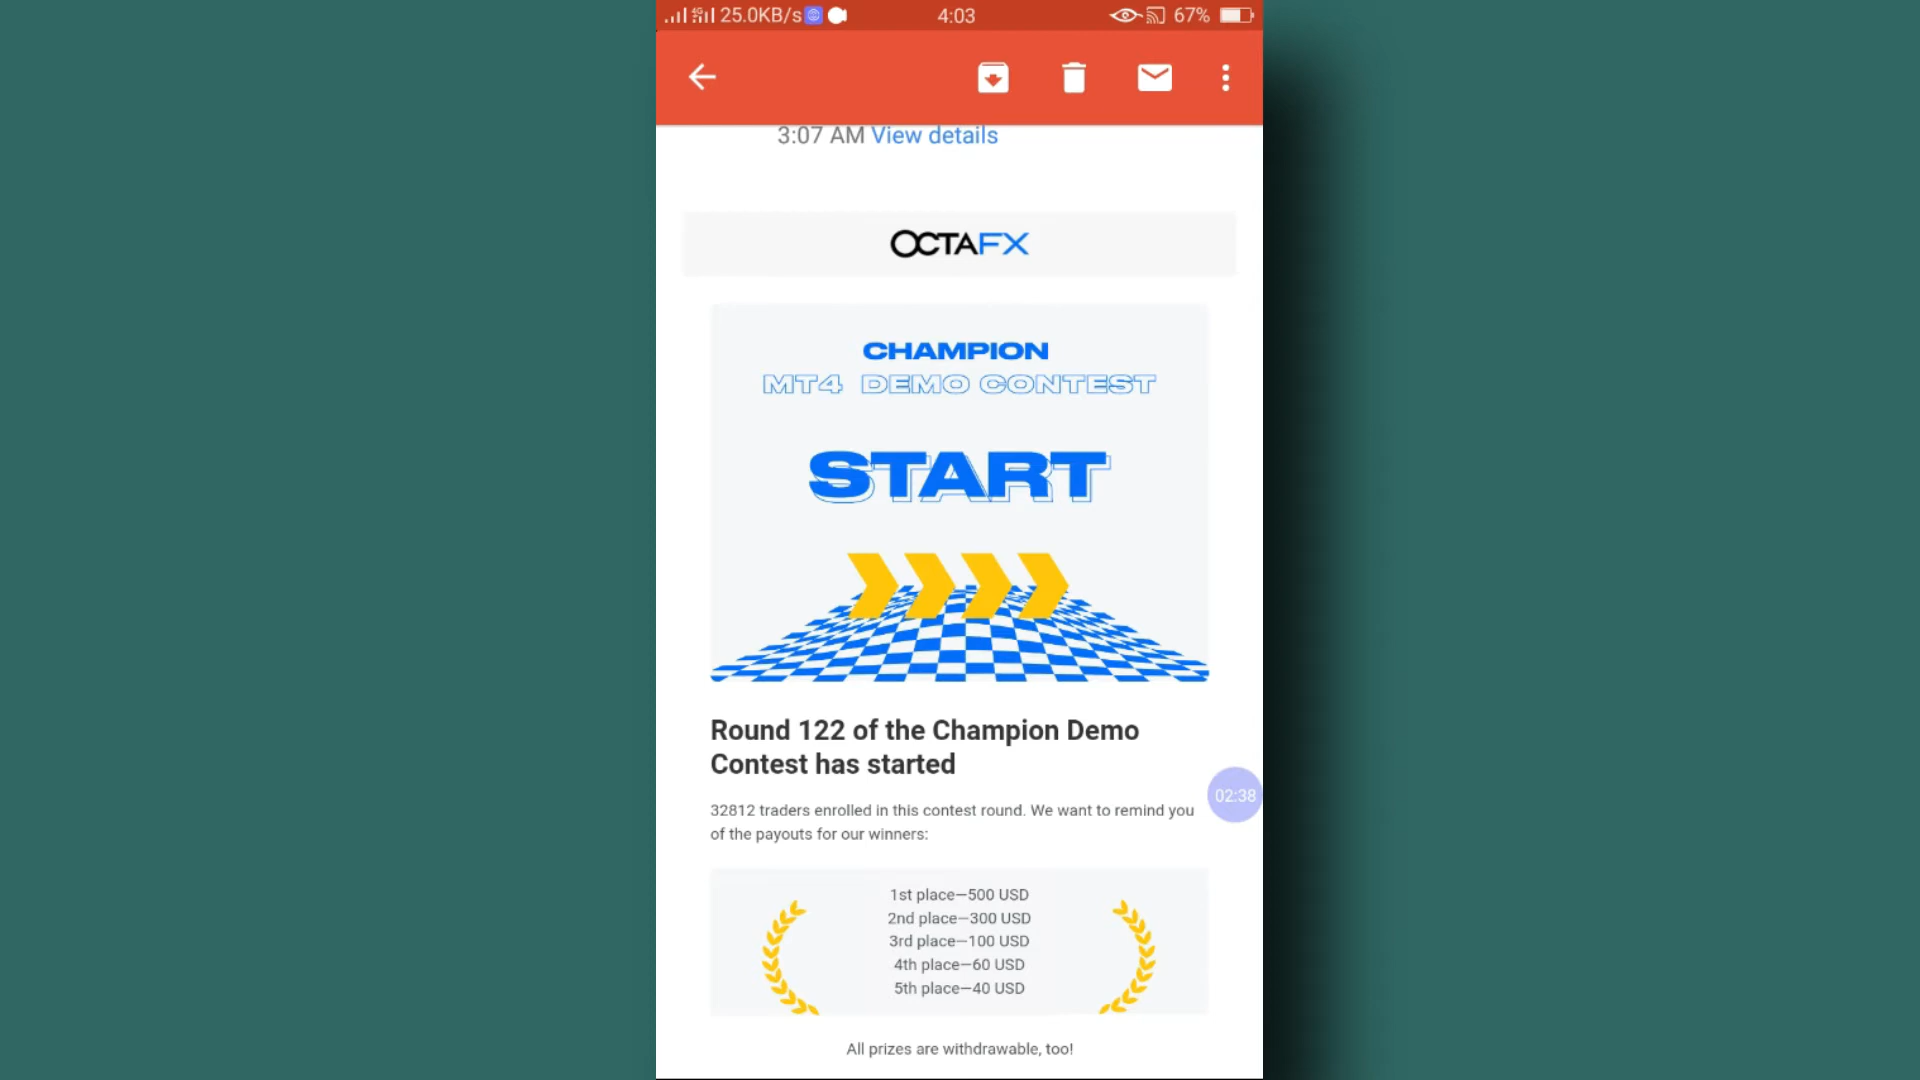 4G 25.0KB/s 4:03 67%
3:07 AM View details
OCTAFX
CHAMPION
MT4 DEMO CONTEST
START
Round 122 of the Champion Demo
Contest has started
32812 traders enrolled in this contest round. We want to remind you
of the payouts for our winners:
02:38
1st place—500 USD
2nd place—300 USD
3rd place—100 USD
4th place—60 USD
5th place—40 USD
All prizes are withdrawable, too!